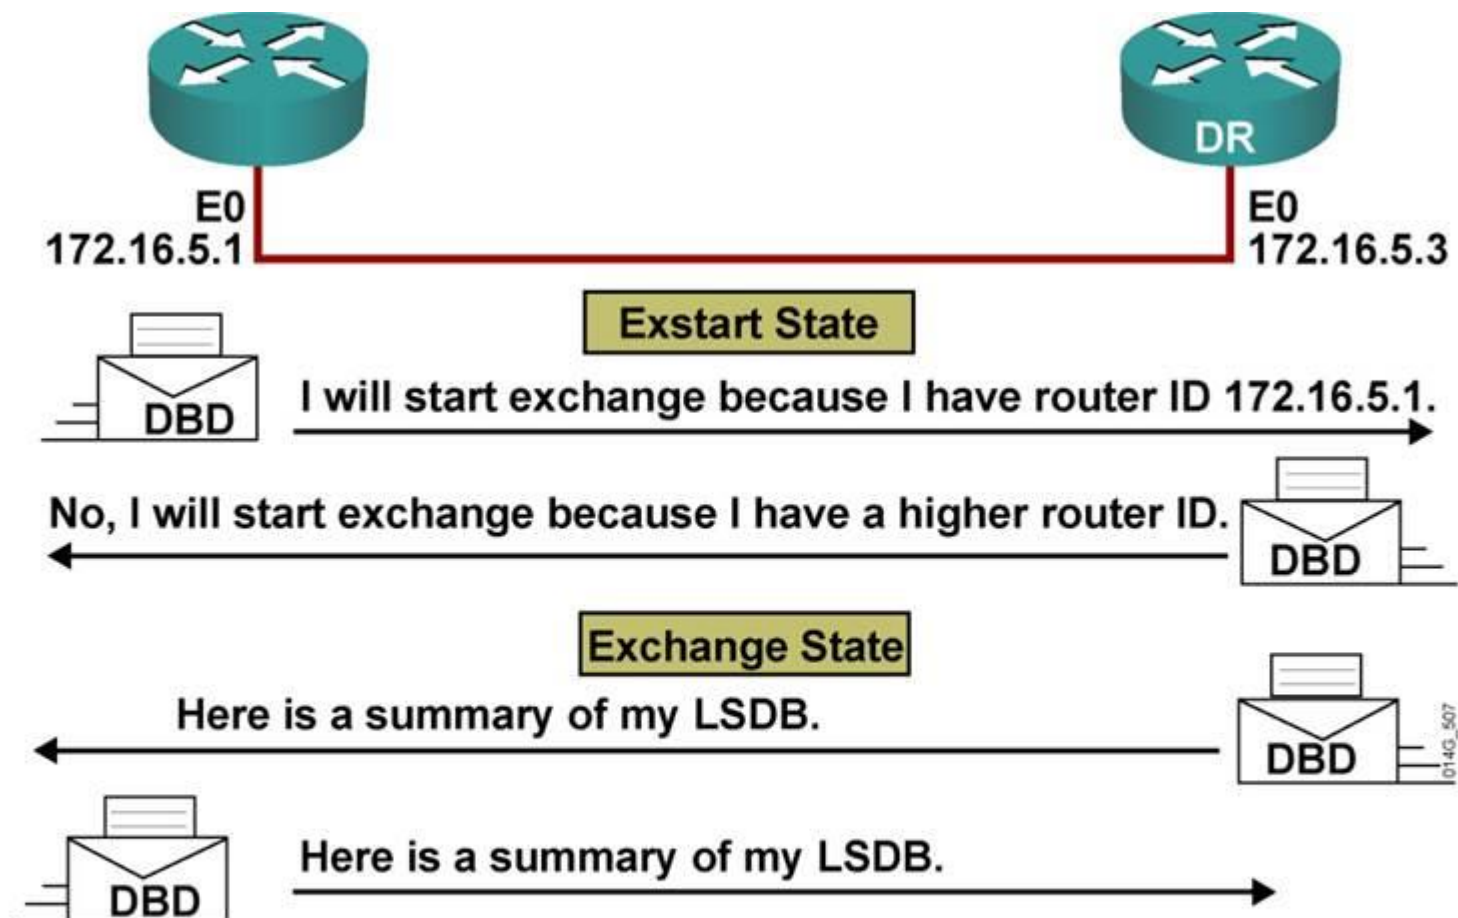 DR
E0
172.16.5.1
E0
172.16.5.3
Exstart State
DBD
I will start exchange because I have router ID 172.16.5.1.
No, I will start exchange because I have a higher router ID.
DBD
Exchange State
Here is a summary of my LSDB.
DBD
014G_507
DBD
Here is a summary of my LSDB.